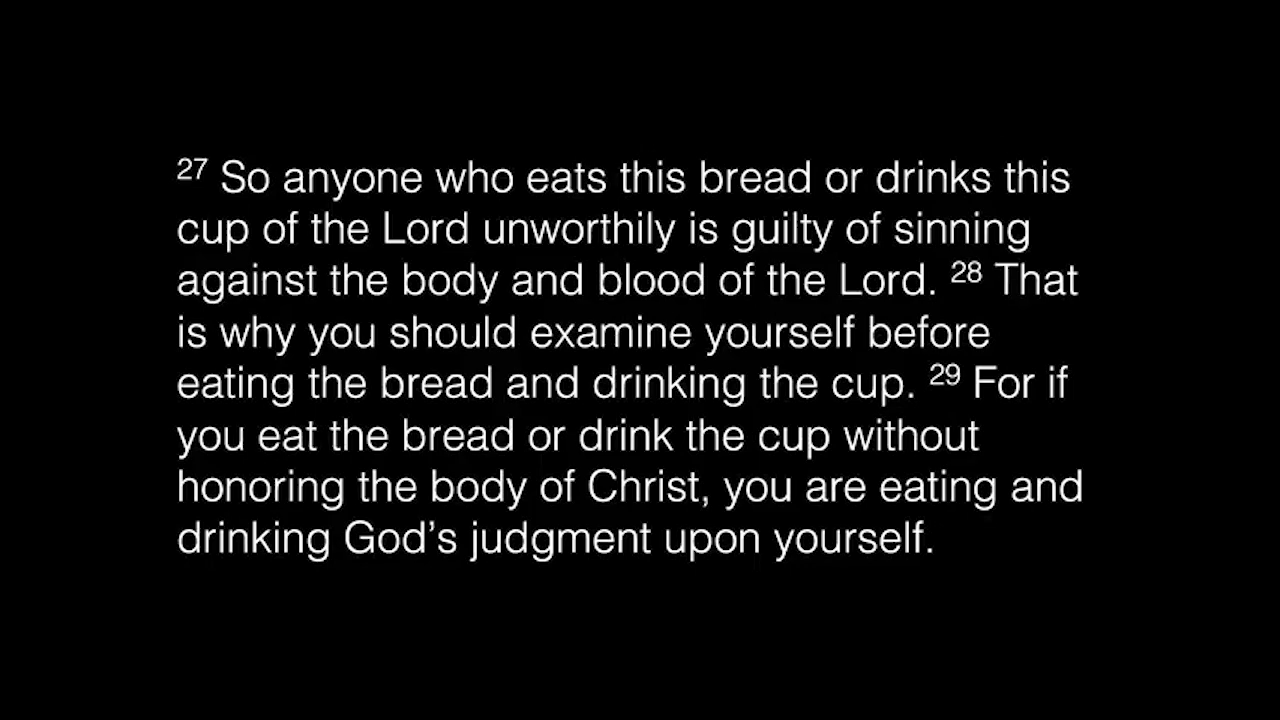 27 So anyone who eats this bread or drinks this
cup of the Lord unworthily is guilty of sinning
against the body and blood of the Lord. 28 That
is why you should examine yourself before
eating the bread and drinking the cup. 29 For if
you eat the bread or drink the cup without
honoring the body of Christ, you are eating and
drinking God’s judgment upon yourself.